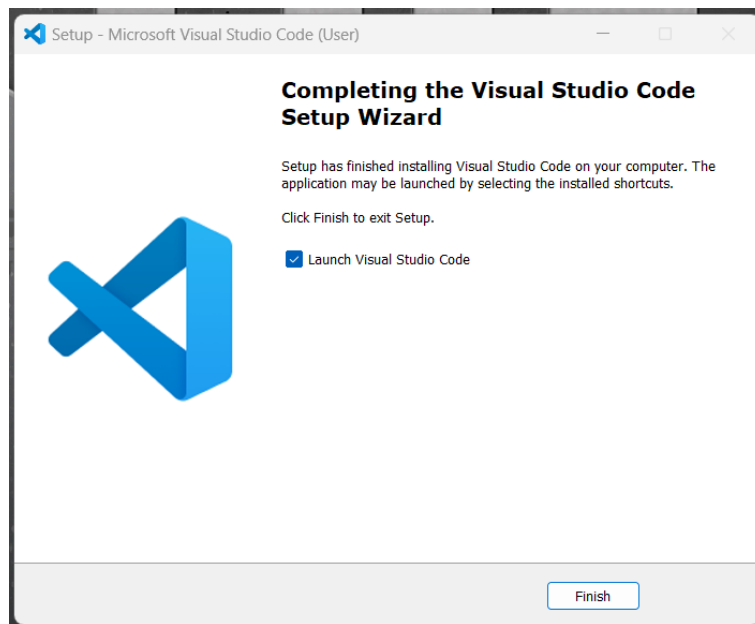 Setup - Microsoft Visual Studio Code (User)
Completing the Visual Studio Code
Setup Wizard
Setup has finished installing Visual Studio Code on your computer. The
application may be launched by selecting the installed shortcuts.
Click Finish to exit Setup.
Launch Visual Studio Code
Finish